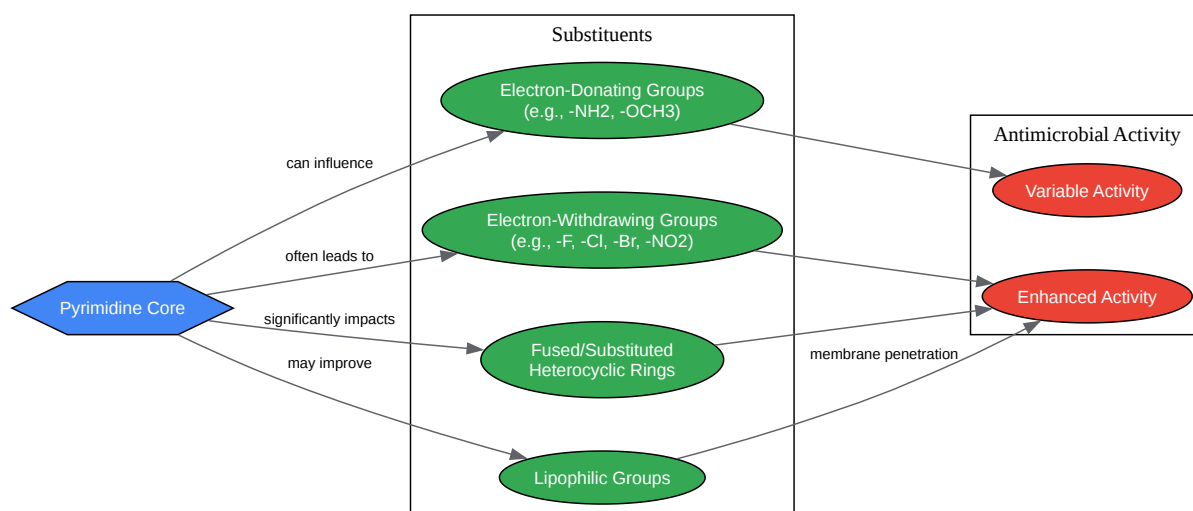 Substituents
Electron-Donating Groups
(e.g., -NH2, -OCH3)
Antimicrobial Activity
can influence
Variable Activity
Electron-Withdrawing Groups
(e.g., -F, -Cl, -Br, -NO2)
often leads to
Pyrimidine Core
Enhanced Activity
significantly impacts
Fused/Substituted
Heterocyclic Rings
membrane penetration
may improve
Lipophilic Groups